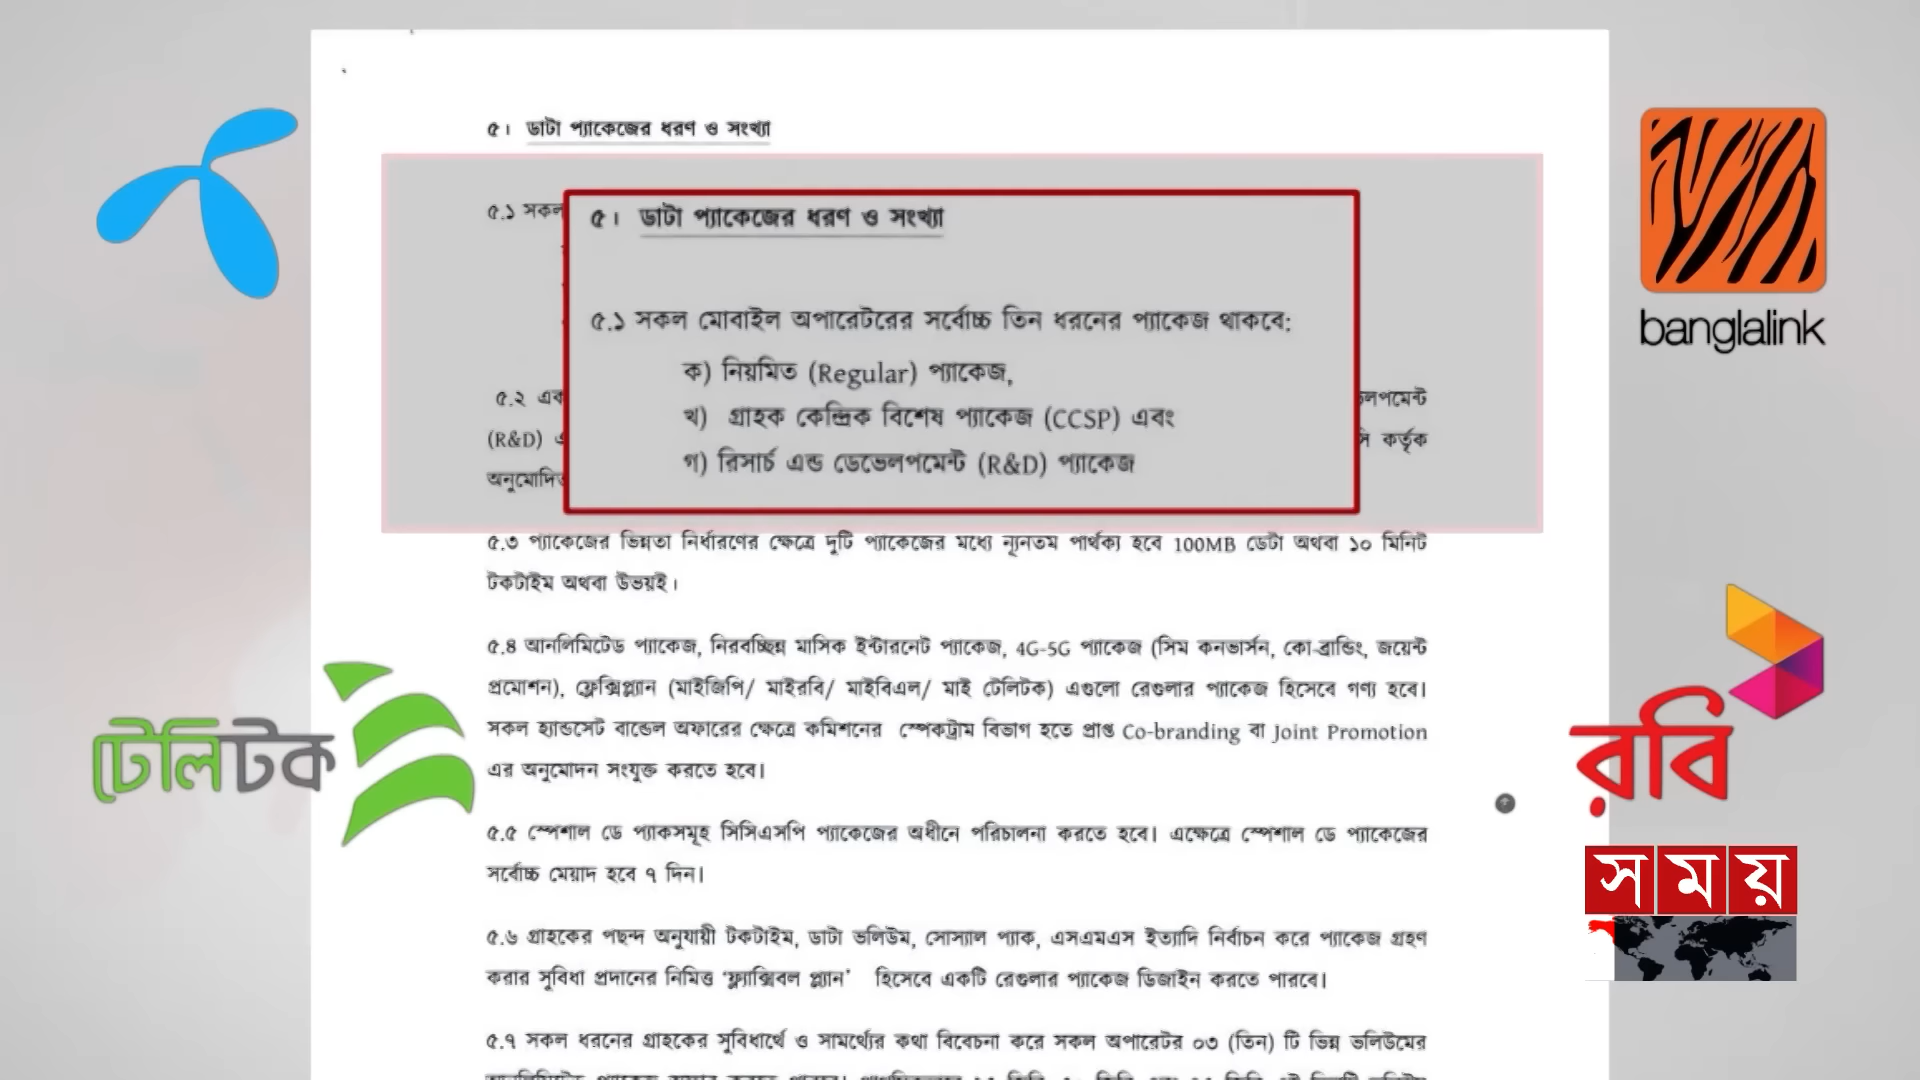 ৫। ডাটা প্যাকেজের ধরণ ও সংখ্যা
৫.১ সকল
৫। ডাটা প্যাকেজের ধরণ ও সংখ্যা
৫.১ সকল মোবাইল অপারেটরের সর্বোচ্চ তিন ধরনের প্যাকেজ থাকবে:
ক) নিয়মিত (Regular) প্যাকেজ,
খ) গ্রাহক কেন্দ্রিক বিশেষ প্যাকেজ (CCSP) এবং
গ) রিসার্চ এন্ড ডেভেলপমেন্ট (R&D) প্যাকেজ
৫.২
(R&D) কর্তৃক
৫.৩ প্যাকেজের ভিন্নতা নির্ধারণের ক্ষেত্রে দুটি প্যাকেজের মধ্যে ন্যূনতম পার্থক্য হবে 100MB ডেটা অথবা ১০ মিনিট
টকটাইম অথবা উভয়ই।
৫.৪ আনলিমিটেড প্যাকেজ, নিরবচ্ছিন্ন মাসিক ইন্টারনেট প্যাকেজ, 4G-5G প্যাকেজ (সিম কনভার্সন, কো-ব্রান্ডিং, জয়েন্ট
প্রমোশন), ফ্লেক্সিপ্ল্যান (মাইজিপি/ মাইরবি/ মাইবিএল/ মাই টেলিটক) এগুলো রেগুলার প্যাকেজ হিসেবে গণ্য হবে।
সকল হ্যান্ডসেট বান্ডেল অফারের ক্ষেত্রে কমিশনের স্পেকট্রাম বিভাগ হতে প্রাপ্ত Co-branding বা Joint Promotion
এর অনুমোদন সংযুক্ত করতে হবে।
৫.৫ স্পেশাল ডে প্যাকসমূহ সিসিএসপি প্যাকেজের অধীনে পরিচালনা করতে হবে। এক্ষেত্রে স্পেশাল ডে প্যাকেজের
সর্বোচ্চ মেয়াদ হবে ৭ দিন।
৫.৬ গ্রাহকের পছন্দ অনুযায়ী টকটাইম, ডাটা ভলিউম, সোস্যাল প্যাক, এসএমএস ইত্যাদি নির্বাচন করে প্যাকেজ গ্রহণ
করার সুবিধা প্রদানের নিমিত্ত ‘ফ্ল্যাক্সিবল প্ল্যান’ হিসেবে একটি রেগুলার প্যাকেজ ডিজাইন করতে পারবে।
৫.৭ সকল ধরনের গ্রাহকের সুবিধার্থে ও সামর্থ্যের কথা বিবেচনা করে সকল অপারেটর ০৩ (তিন) টি ভিন্ন ভলিউমের
banglalink
টেলিটক
রবি
সময়